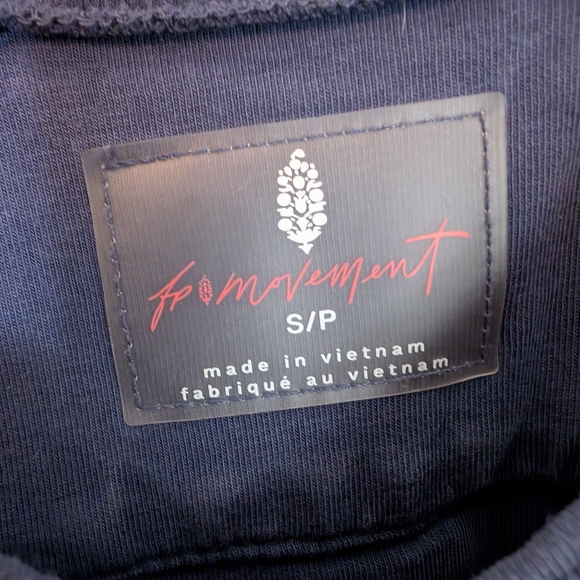 fp movement
S/P
made in vietnam
fabriqué au vietnam